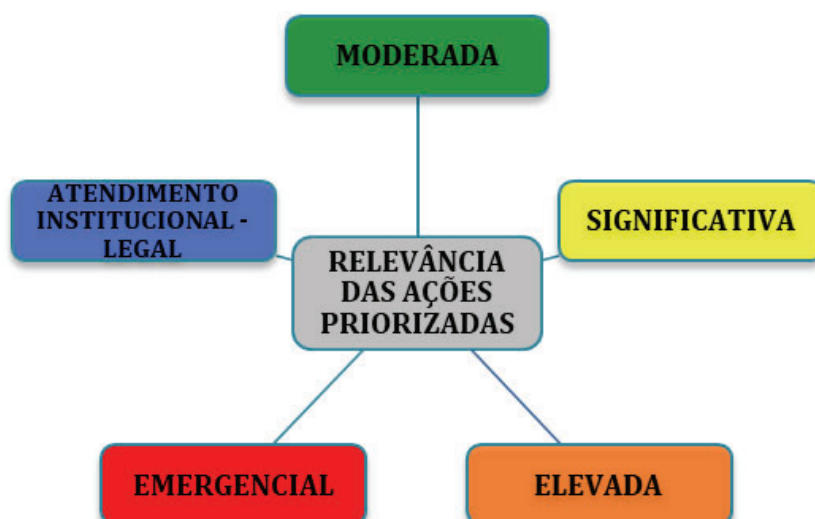 MODERADA
ATENDIMENTO
INSTITUCIONAL -
LEGAL
SIGNIFICATIVA
RELEVÂNCIA
DAS AÇÕES
PRIORIZADAS
EMERGENCIAL
ELEVADA